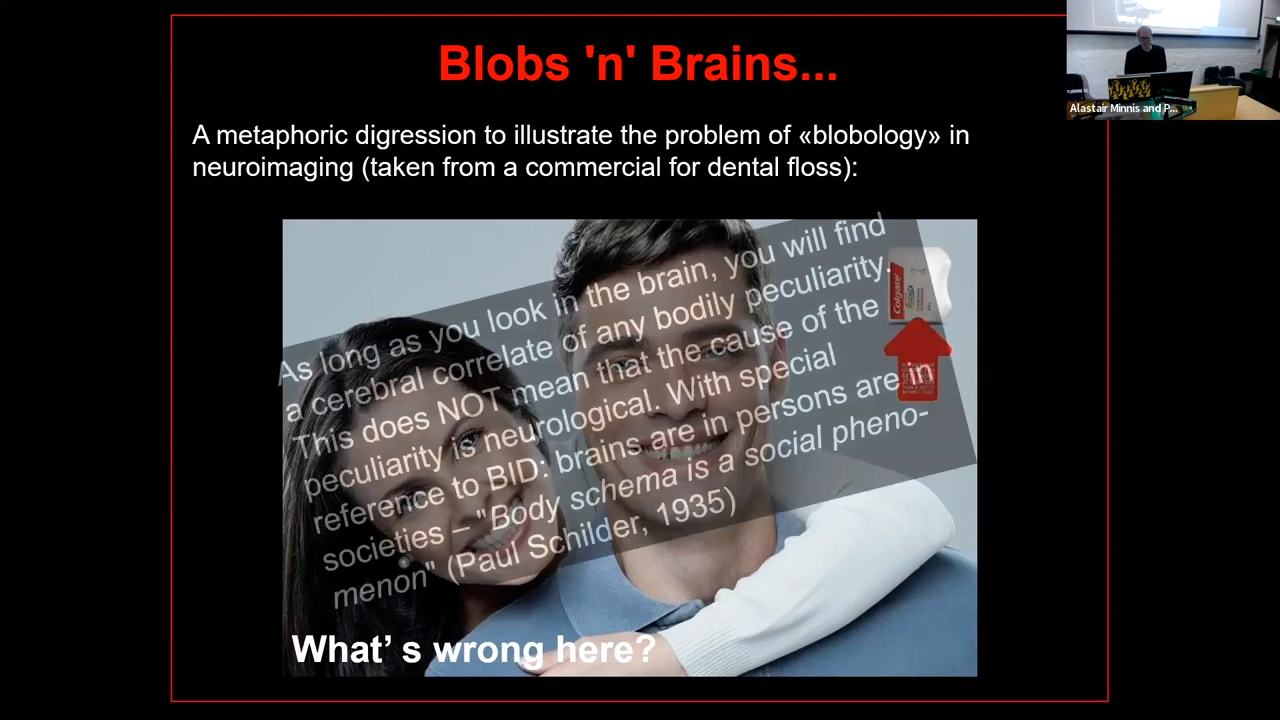 Blobs 'n' Brains...
Alastair Minnis and P...
A metaphoric digression to illustrate the problem of «blobology» in
neuroimaging (taken from a commercial for dental floss):
As long as you look in the brain, you will find
a cerebral correlate of any bodily peculiarity.
This does NOT mean that the cause of the
peculiarity is neurological. With special
reference to BID: brains are in persons are in
societies – "Body schema is a social pheno-
menon" (Paul Schilder, 1935)
Colgate
What’ s wrong here?